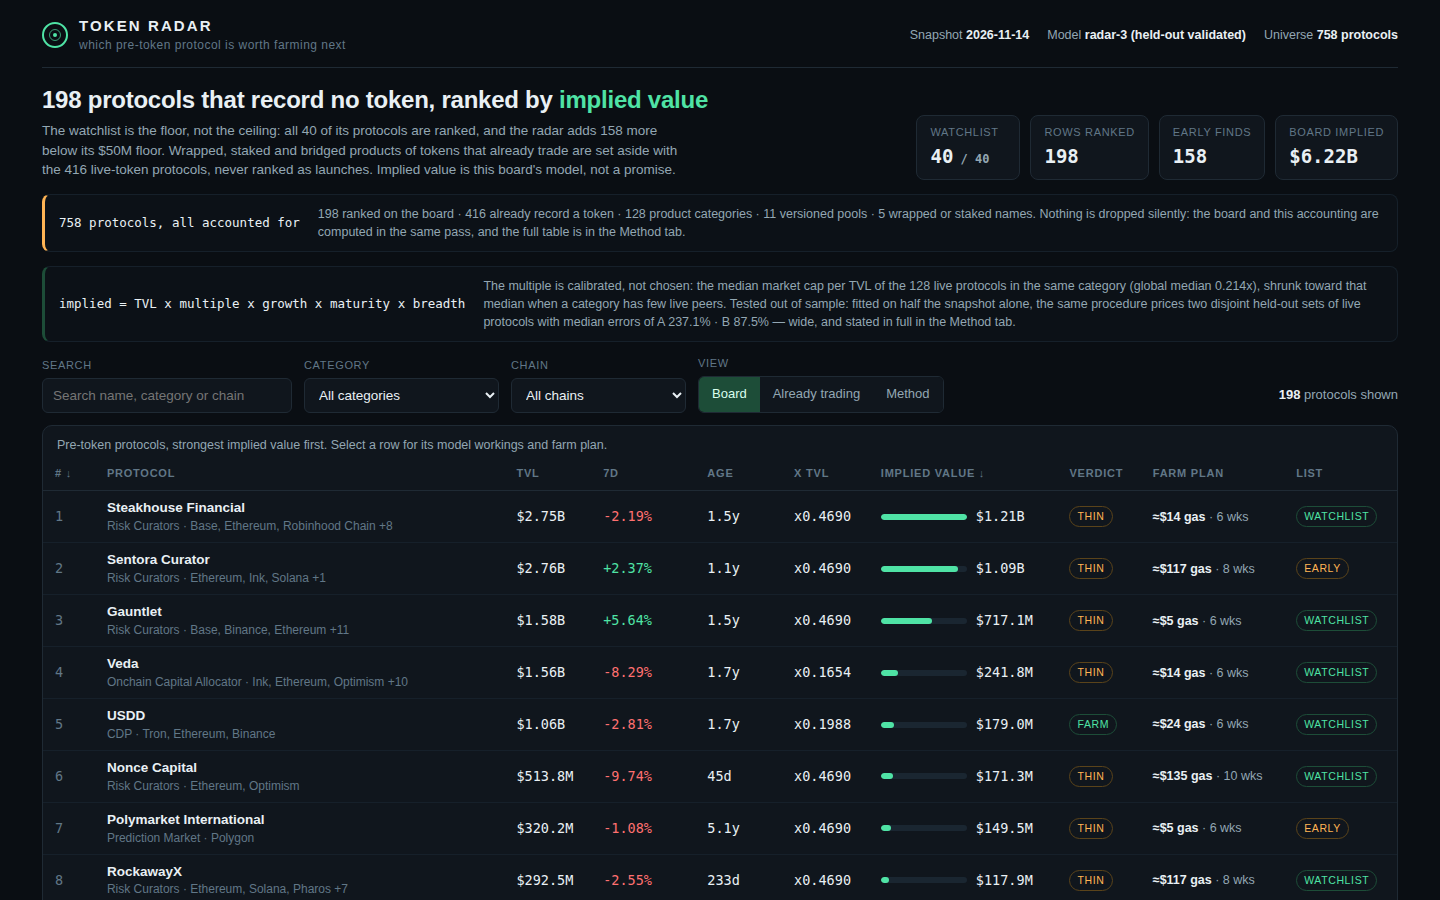 TOKEN RADAR
which pre-token protocol is worth farming next
Snapshot 2026-11-14 Model radar-3 (held-out validated) Universe 758 protocols
198 protocols that record no token, ranked by implied value
The watchlist is the floor, not the ceiling: all 40 of its protocols are ranked, and the radar adds 158 more
below its $50M floor. Wrapped, staked and bridged products of tokens that already trade are set aside with
the 416 live-token protocols, never ranked as launches. Implied value is this board's model, not a promise.
WATCHLIST
40 / 40
ROWS RANKED
198
EARLY FINDS
158
BOARD IMPLIED
$6.22B
758 protocols, all accounted for
198 ranked on the board · 416 already record a token · 128 product categories · 11 versioned pools · 5 wrapped or staked names. Nothing is dropped silently: the board and this accounting are
computed in the same pass, and the full table is in the Method tab.
implied = TVL x multiple x growth x maturity x breadth
The multiple is calibrated, not chosen: the median market cap per TVL of the 128 live protocols in the same category (global median 0.214x), shrunk toward that
median when a category has few live peers. Tested out of sample: fitted on half the snapshot alone, the same procedure prices two disjoint held-out sets of live
protocols with median errors of A 237.1% · B 87.5% — wide, and stated in full in the Method tab.
SEARCH
Search name, category or chain
CATEGORY
All categories
CHAIN
All chains
VIEW
Board Already trading Method
198 protocols shown
Pre-token protocols, strongest implied value first. Select a row for its model workings and farm plan.
# ↓ PROTOCOL TVL 7D AGE X TVL IMPLIED VALUE ↓ VERDICT FARM PLAN LIST
1 Steakhouse Financial $2.75B -2.19% 1.5y x0.4690 $1.21B THIN ≈$14 gas · 6 wks WATCHLIST
Risk Curators · Base, Ethereum, Robinhood Chain +8
2 Sentora Curator $2.76B +2.37% 1.1y x0.4690 $1.09B THIN ≈$117 gas · 8 wks EARLY
Risk Curators · Ethereum, Ink, Solana +1
3 Gauntlet $1.58B +5.64% 1.5y x0.4690 $717.1M THIN ≈$5 gas · 6 wks WATCHLIST
Risk Curators · Base, Binance, Ethereum +11
4 Veda $1.56B -8.29% 1.7y x0.1654 $241.8M THIN ≈$14 gas · 6 wks WATCHLIST
Onchain Capital Allocator · Ink, Ethereum, Optimism +10
5 USDD $1.06B -2.81% 1.7y x0.1988 $179.0M FARM ≈$24 gas · 6 wks WATCHLIST
CDP · Tron, Ethereum, Binance
6 Nonce Capital $513.8M -9.74% 45d x0.4690 $171.3M THIN ≈$135 gas · 10 wks WATCHLIST
Risk Curators · Ethereum, Optimism
7 Polymarket International $320.2M -1.08% 5.1y x0.4690 $149.5M THIN ≈$5 gas · 6 wks EARLY
Prediction Market · Polygon
8 RockawayX $292.5M -2.55% 233d x0.4690 $117.9M THIN ≈$117 gas · 8 wks WATCHLIST
Risk Curators · Ethereum, Solana, Pharos +7